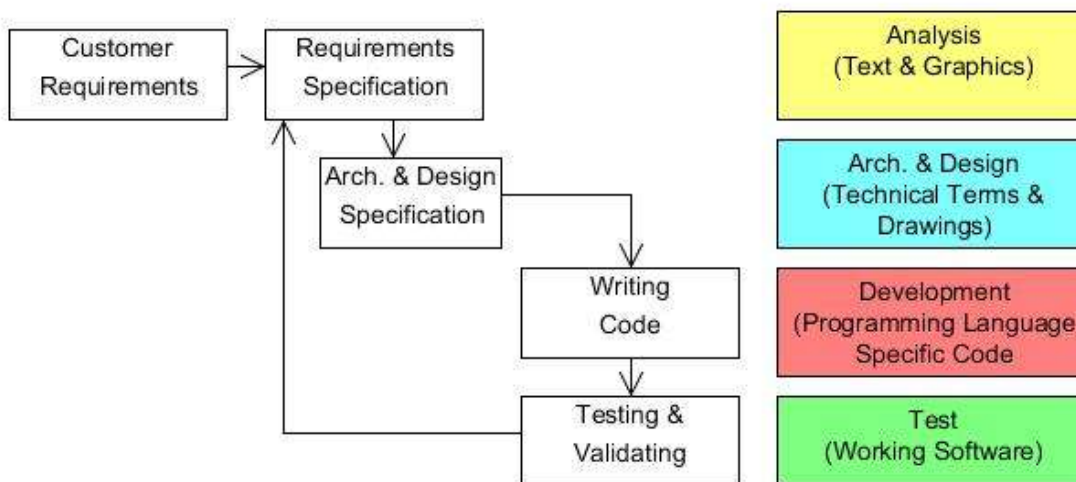 Customer
Requirements
Requirements
Specification
Analysis
(Text & Graphics)
Arch. & Design
Specification
Arch. & Design
(Technical Terms &
Drawings)
Writing
Code
Development
(Programming Language
Specific Code
Testing &
Validating
Test
(Working Software)